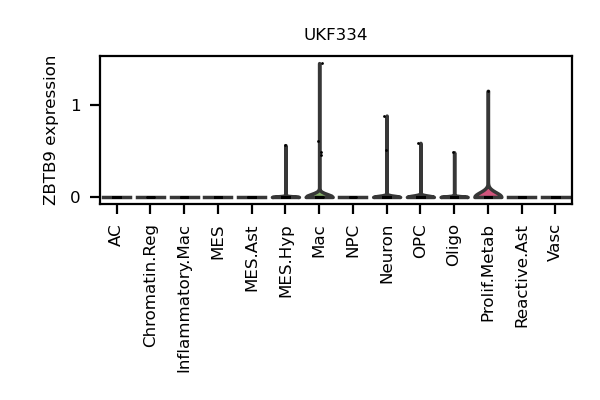 UKF334
ZBTB9 expression
1
0
AC
Chromatin.Reg
Inflammatory.Mac
MES
MES.Ast
MES.Hyp
Mac
NPC
Neuron
OPC
Oligo
Prolif.Metab
Reactive.Ast
Vasc